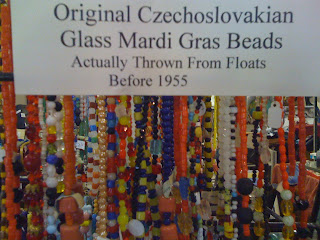 Original Czechoslovakian
Glass Mardi Gras Beads
Actually Thrown From Floats
Before 1955